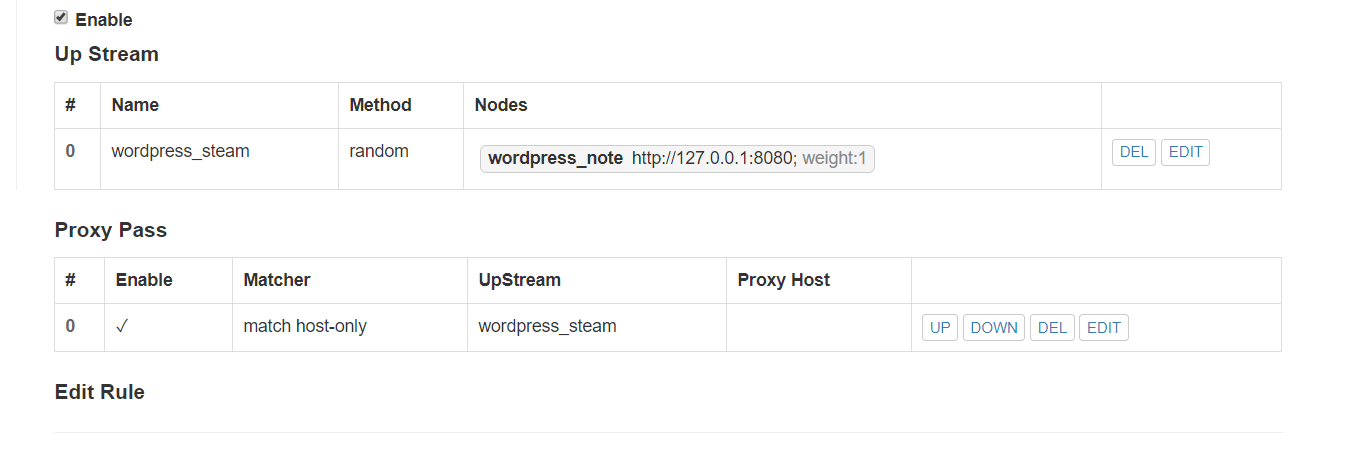 Enable
Up Stream
# Name Method Nodes
0 wordpress_steam random wordpress_note http://127.0.0.1:8080; weight:1 DEL EDIT
Proxy Pass
# Enable Matcher UpStream Proxy Host
0 ✓ match host-only wordpress_steam UP DOWN DEL EDIT
Edit Rule